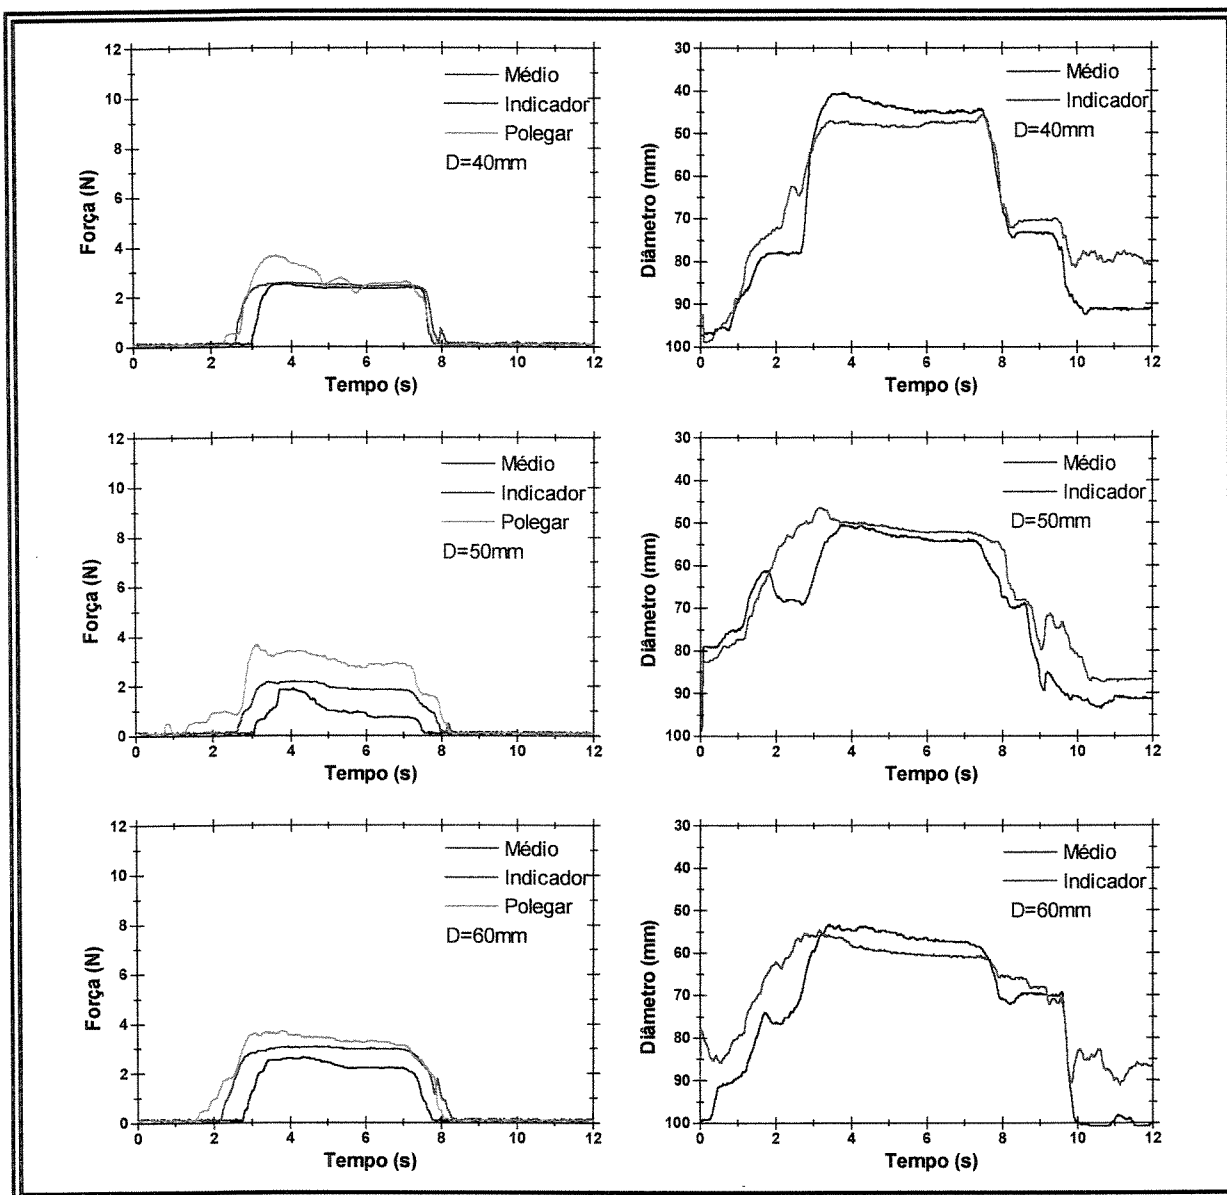 12
10
8
6
4
2
0
Força (N)
Médio
Indicador
Polegar
D=40mm
0 2 4 6 8 10 12
Tempo (s)
30
40
50
60
70
80
90
100
Diâmetro (mm)
Médio
Indicador
D=40mm
0 2 4 6 8 10 12
Tempo (s)
12
10
8
6
4
2
0
Força (N)
Médio
Indicador
Polegar
D=50mm
0 2 4 6 8 10 12
Tempo (s)
30
40
50
60
70
80
90
100
Diâmetro (mm)
Médio
Indicador
D=50mm
0 2 4 6 8 10 12
Tempo (s)
12
10
8
6
4
2
0
Força (N)
Médio
Indicador
Polegar
D=60mm
0 2 4 6 8 10 12
Tempo (s)
30
40
50
60
70
80
90
100
Diâmetro (mm)
Médio
Indicador
D=60mm
0 2 4 6 8 10 12
Tempo (s)